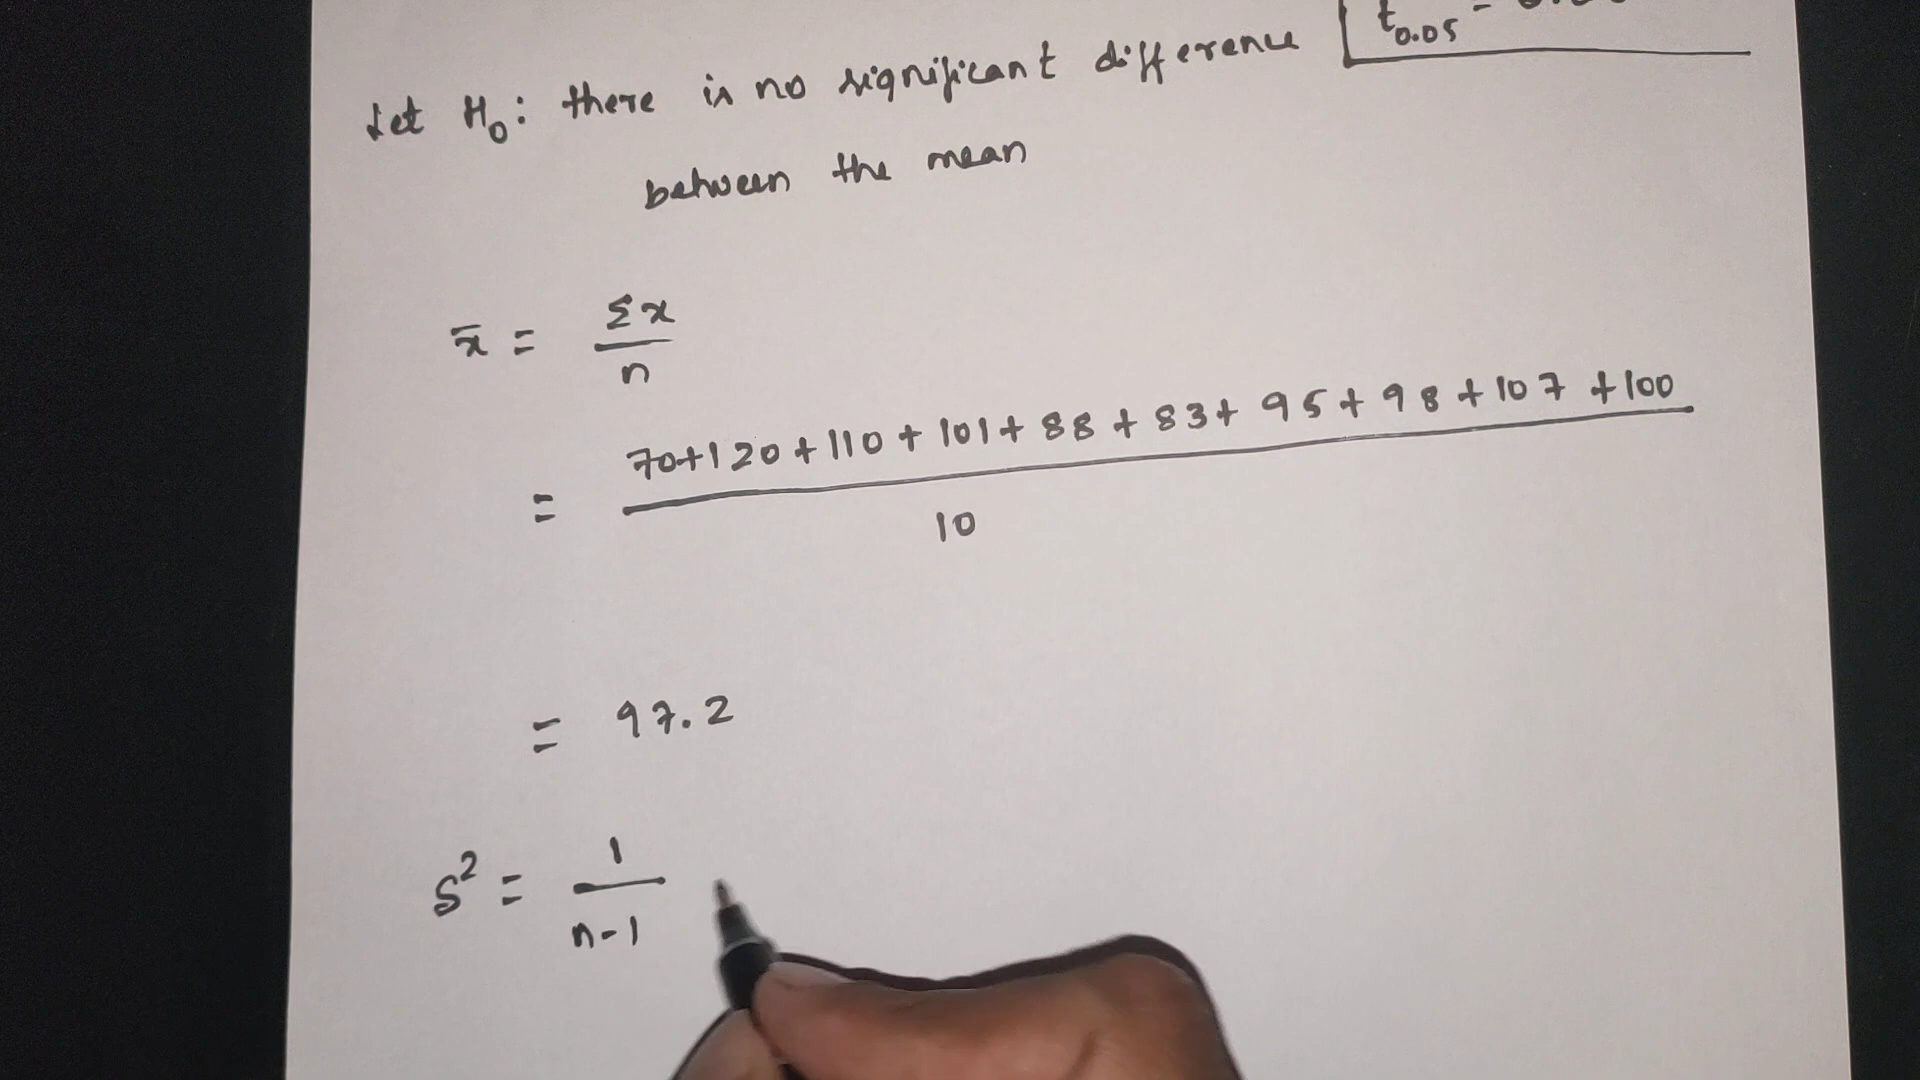 t0.05 =
Let H0: there is no significant difference
between the mean
x̄ = Σx
n
= 70+120+110+101+88+83+95+98+107+100
10
= 97.2
S² = 1
n-1